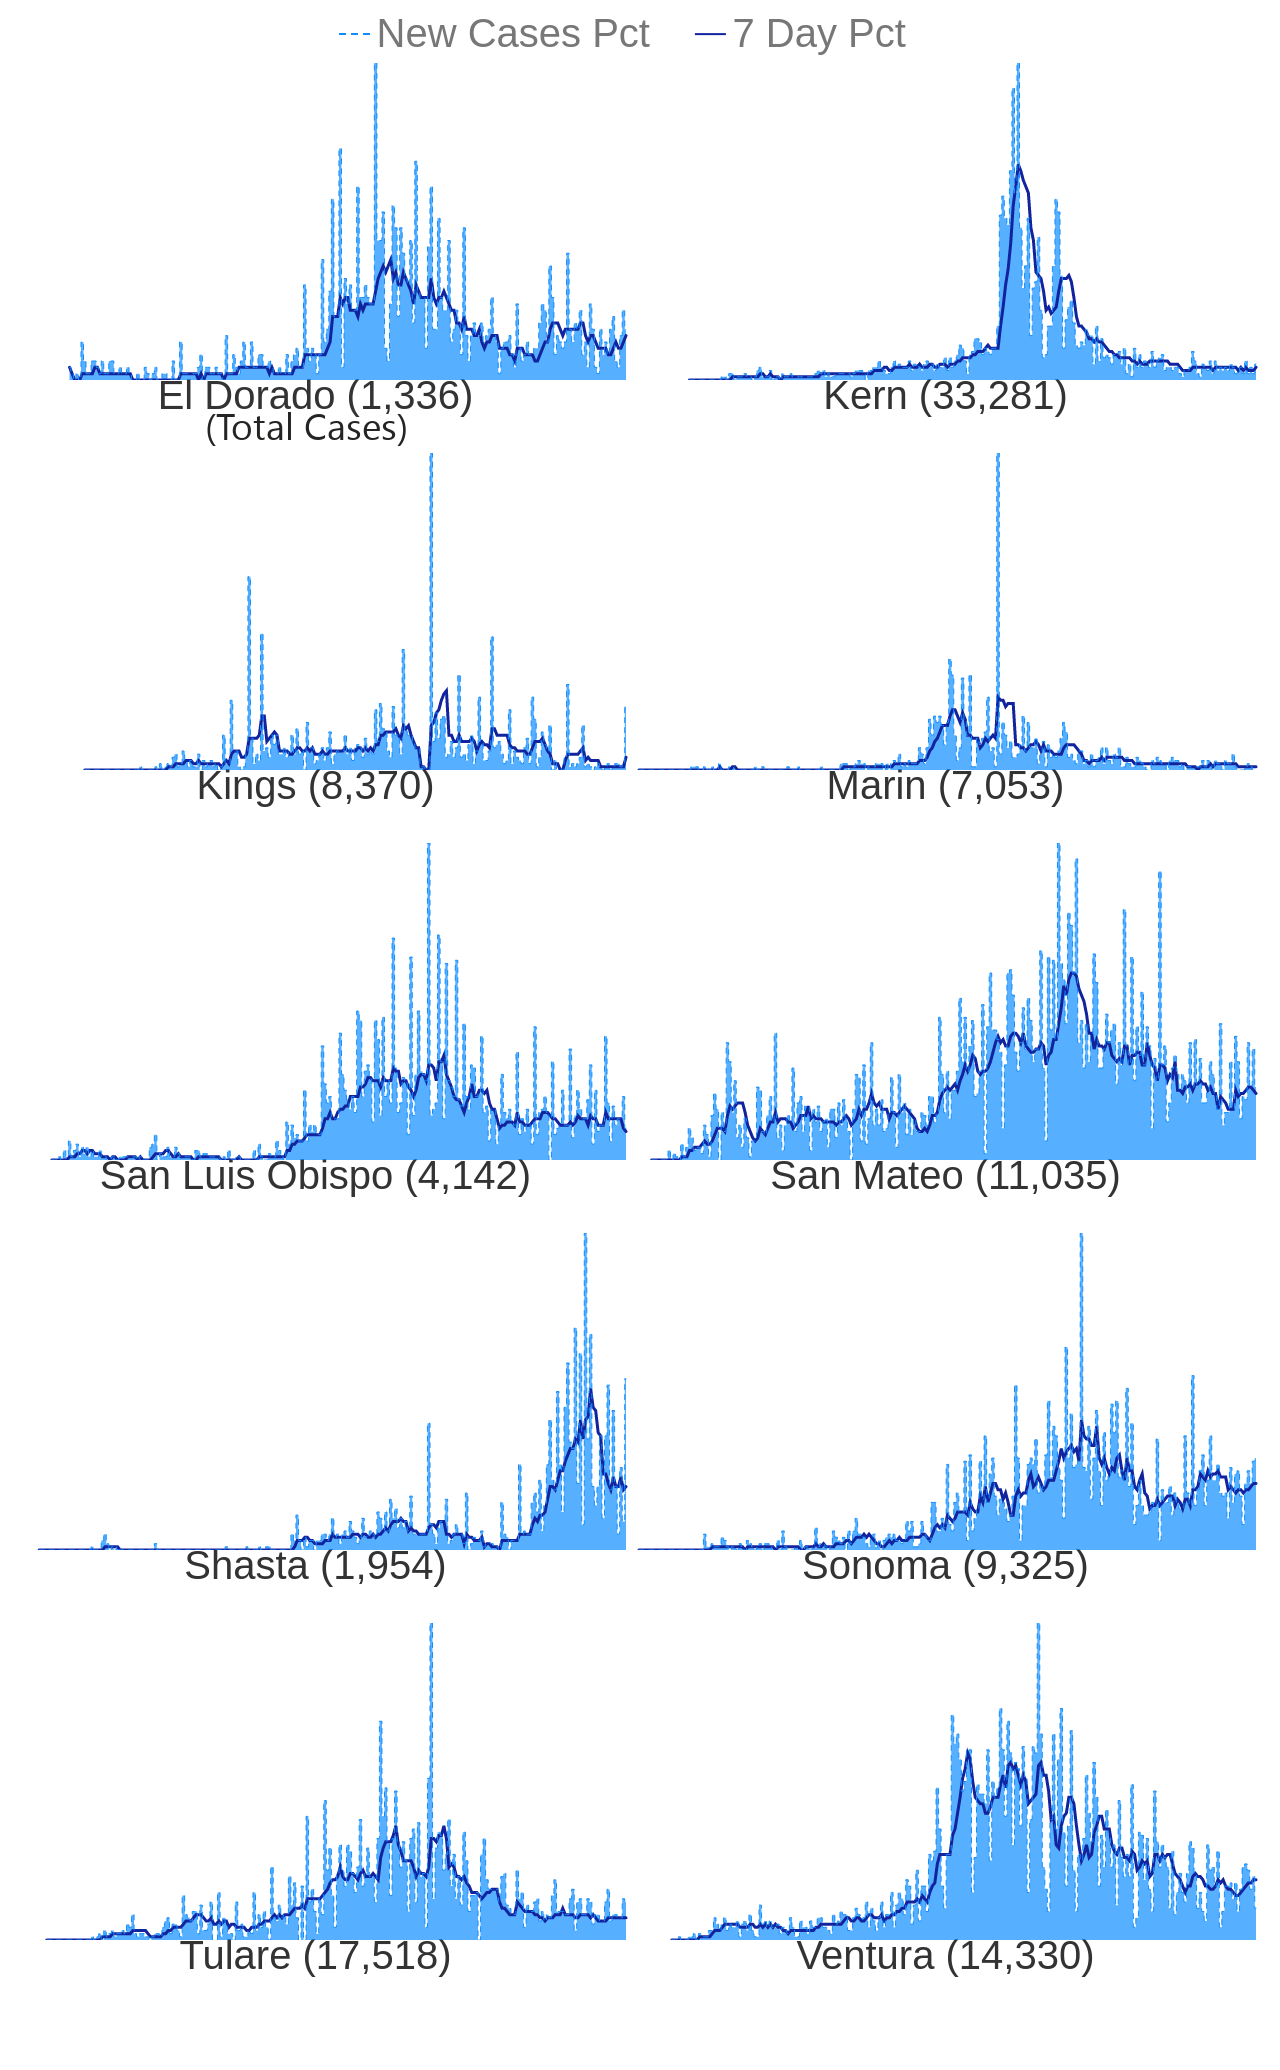 New Cases Pct 7 Day Pct
El Dorado (1,336) Kern (33,281)
(Total Cases)
Kings (8,370) Marin (7,053)
San Luis Obispo (4,142) San Mateo (11,035)
Shasta (1,954) Sonoma (9,325)
Tulare (17,518) Ventura (14,330)